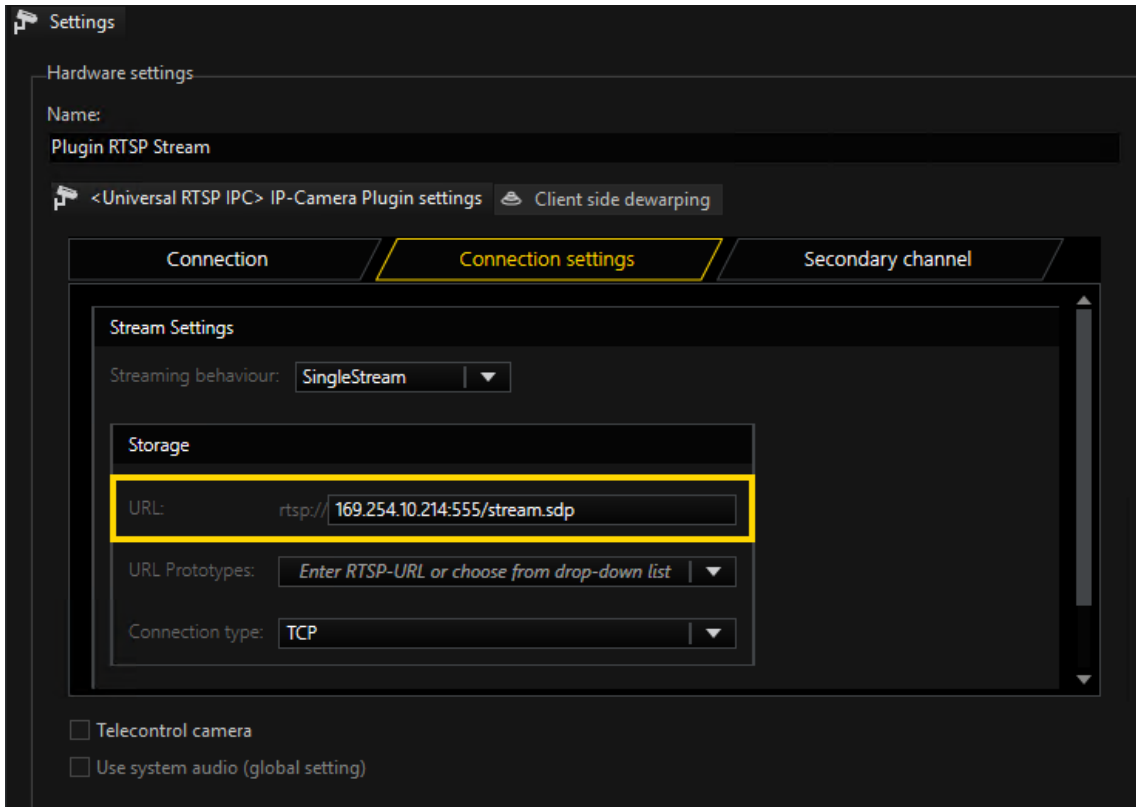 Settings
Hardware settings
Name:
Plugin RTSP Stream
<Universal RTSP IPC> IP-Camera Plugin settings Client side dewarping
Connection Connection settings Secondary channel
Stream Settings
Streaming behaviour: SingleStream
Storage
URL: rtsp://169.254.10.214:555/stream.sdp
URL Prototypes: Enter RTSP-URL or choose from drop-down list
Connection type: TCP
Telecontrol camera
Use system audio (global setting)